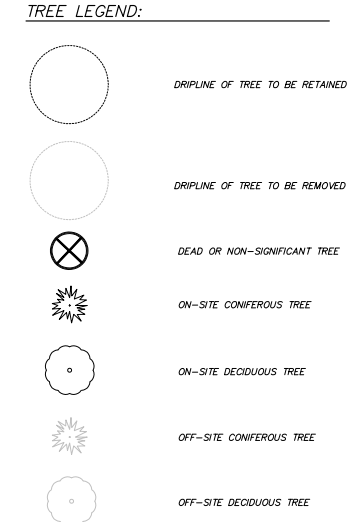 TREE LEGEND:
DRIPLINE OF TREE TO BE RETAINED
DRIPLINE OF TREE TO BE REMOVED
DEAD OR NON-SIGNIFICANT TREE
ON-SITE CONIFEROUS TREE
ON-SITE DECIDUOUS TREE
OFF-SITE CONIFEROUS TREE
OFF-SITE DECIDUOUS TREE